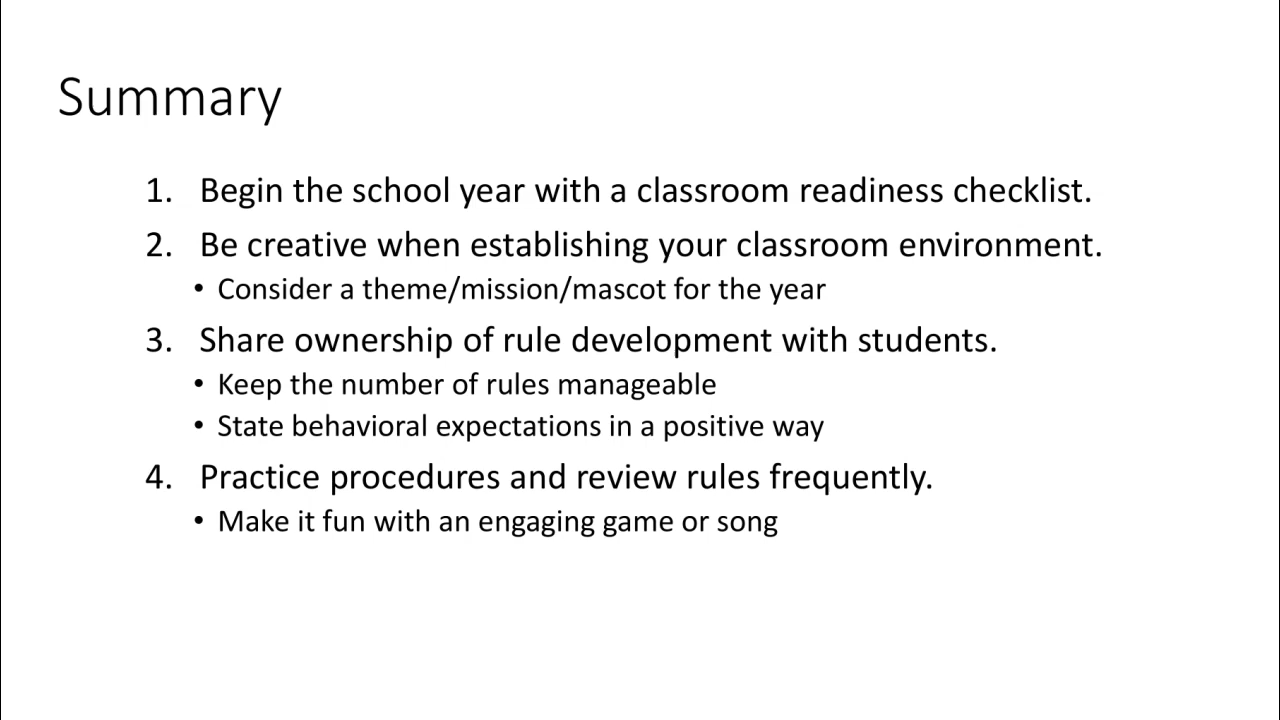 Summary
1. Begin the school year with a classroom readiness checklist.
2. Be creative when establishing your classroom environment.
• Consider a theme/mission/mascot for the year
3. Share ownership of rule development with students.
• Keep the number of rules manageable
• State behavioral expectations in a positive way
4. Practice procedures and review rules frequently.
• Make it fun with an engaging game or song